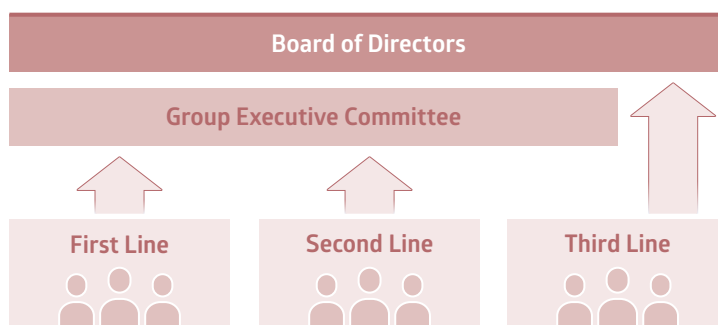 Board of Directors
Group Executive Committee
First Line
Second Line
Third Line